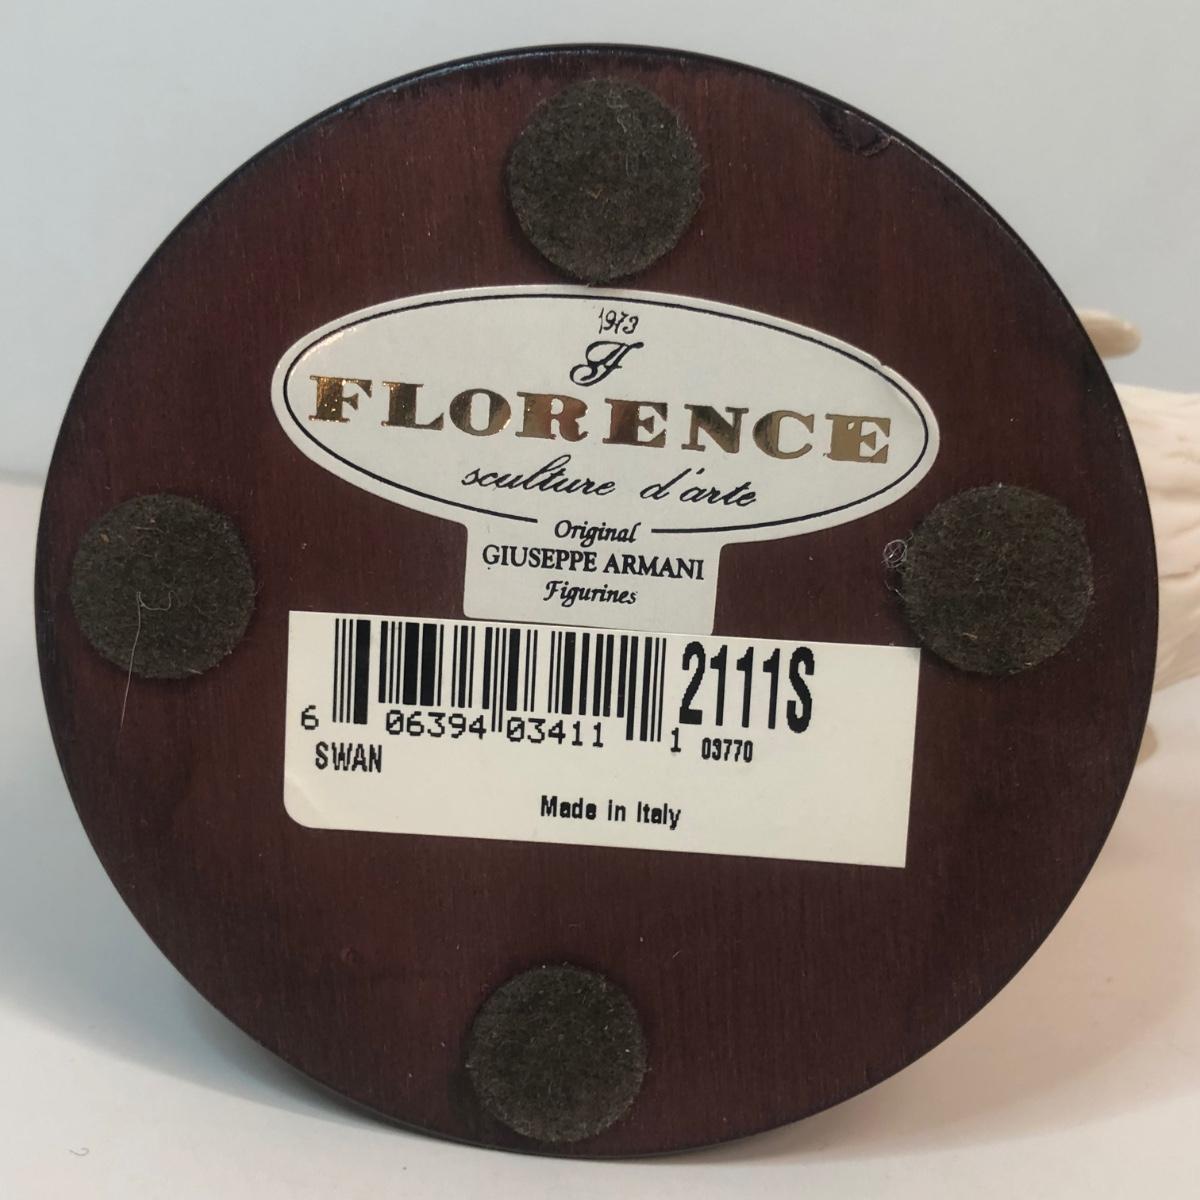 1973
FLORENCE
sculture d'arte
Original
GIUSEPPE ARMANI
Figurines
2111S
6 06394 03411 1 03770
SWAN
Made in Italy